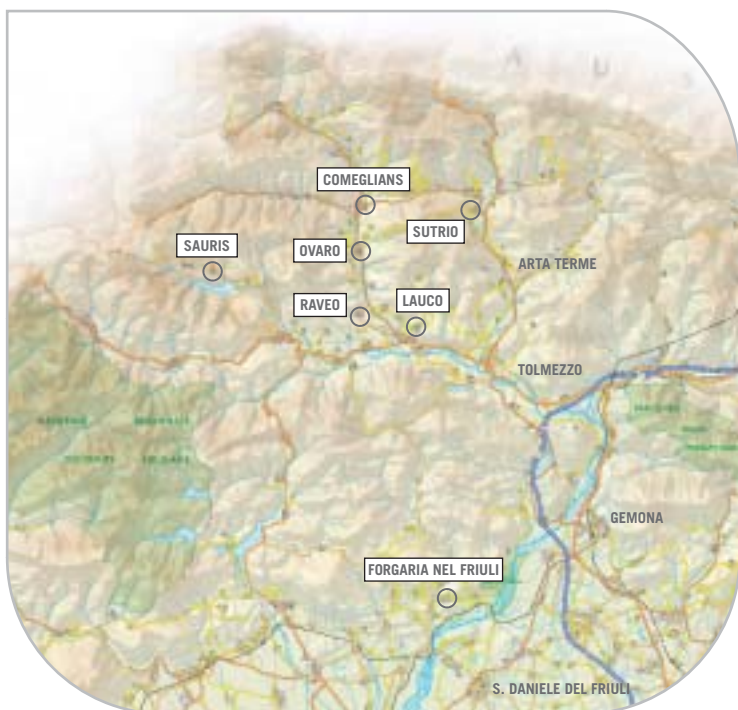 A U S
COMEGLIANS
SUTRIO
SAURIS
OVARO
ARTA TERME
RAVEO
LAUCO
TOLMEZZO
GEMONA
FORGARIA NEL FRIULI
S. DANIELE DEL FRIULI